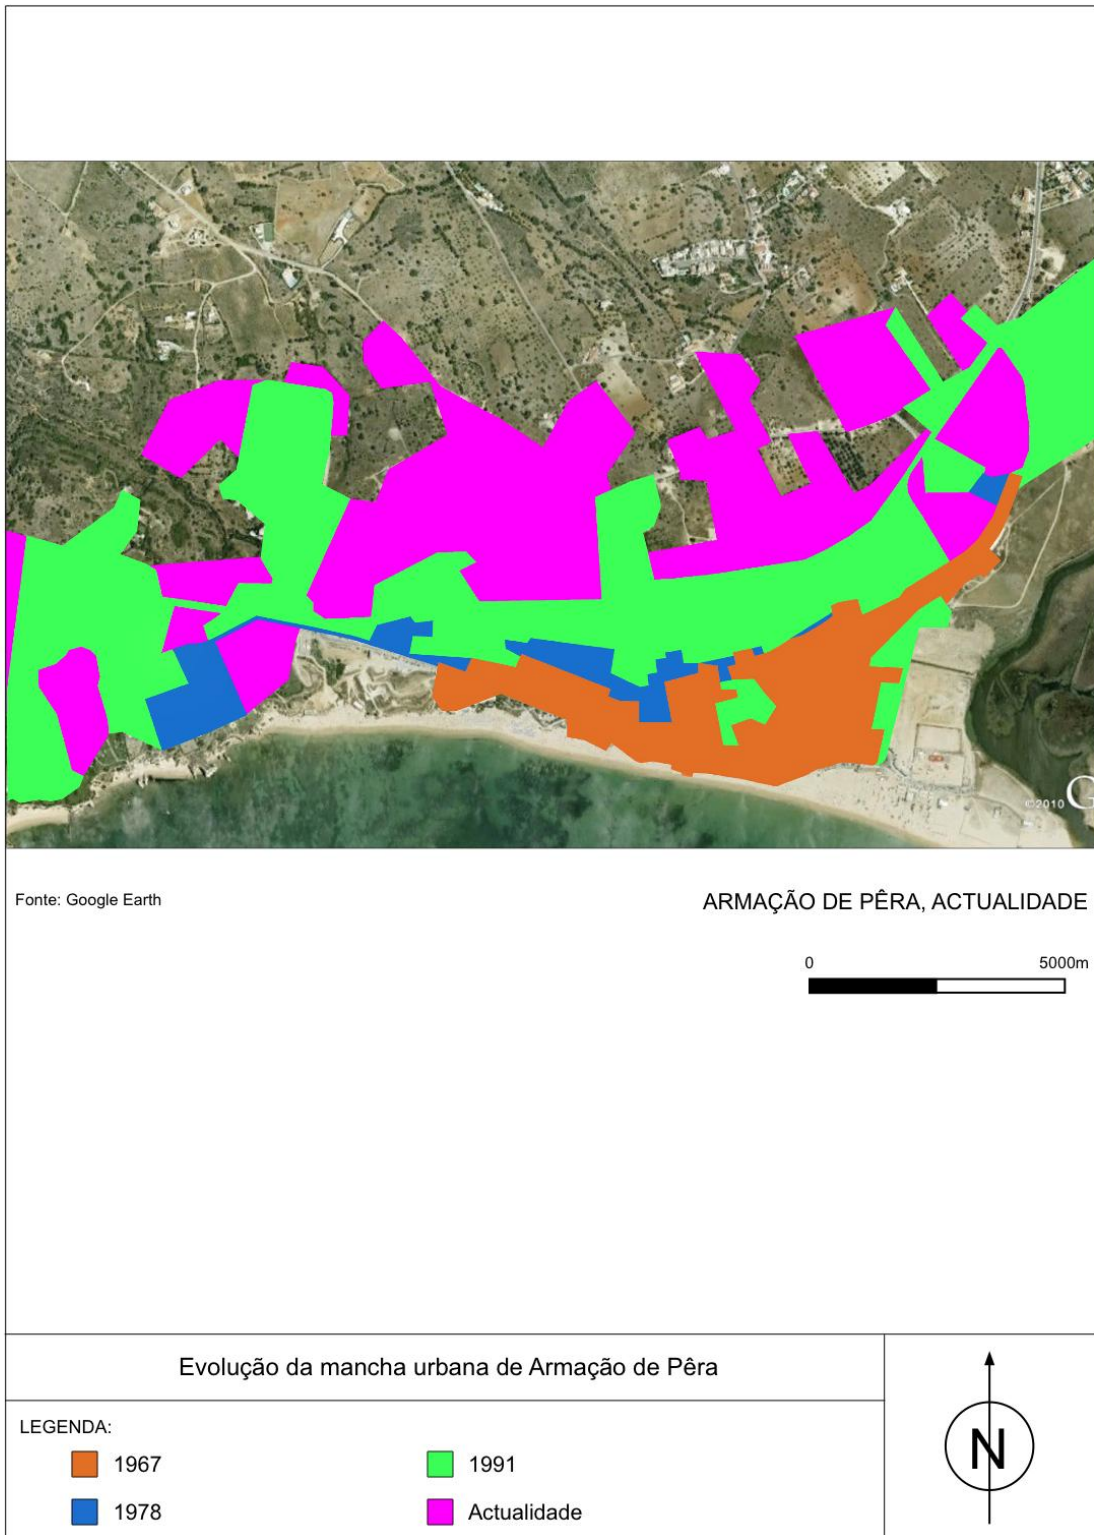 ©2010 G
Fonte: Google Earth
ARMAÇÃO DE PÊRA, ACTUALIDADE
0 5000m
Evolução da mancha urbana de Armação de Pêra
LEGENDA:
1967
1991
1978
Actualidade
N